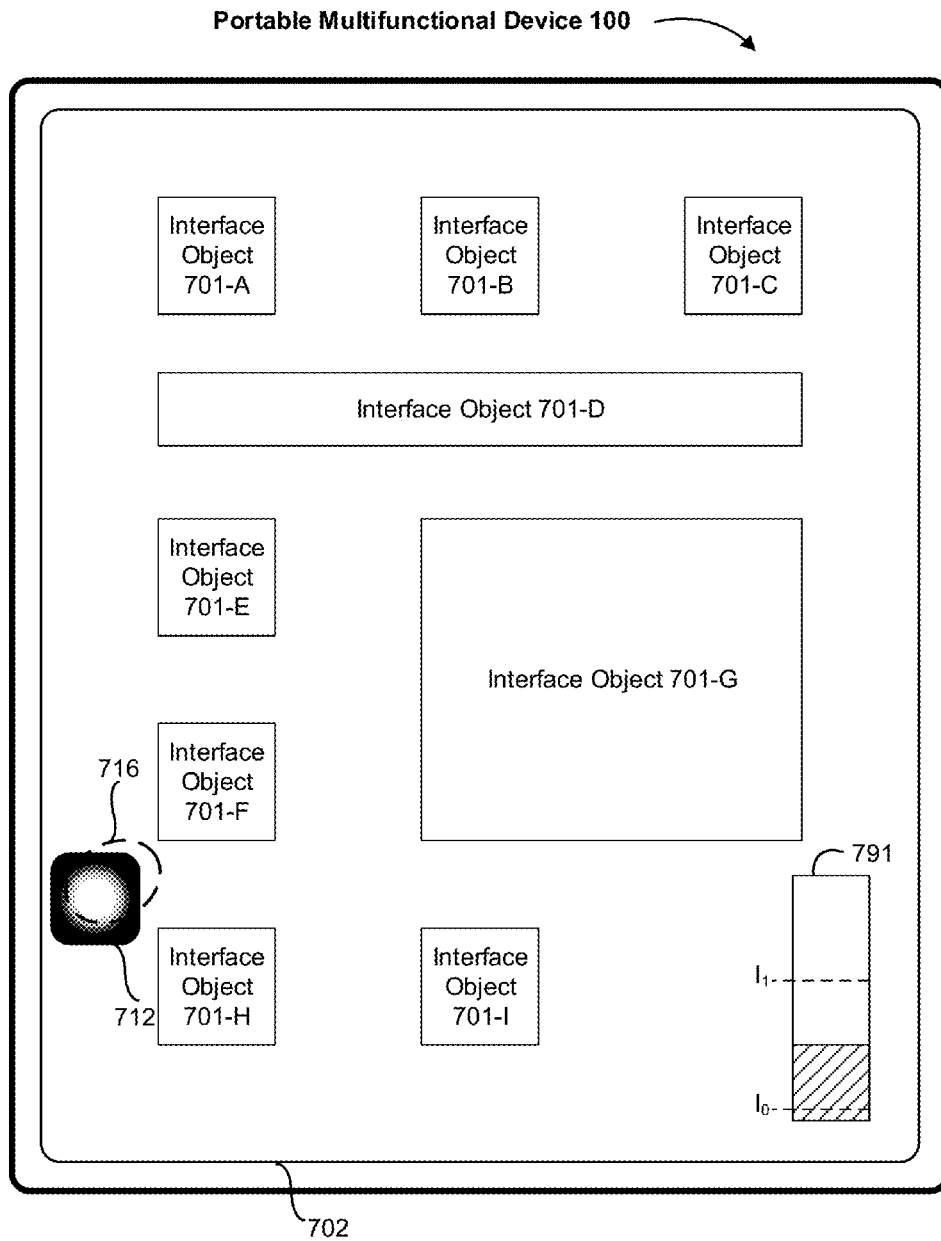 Portable Multifunctional Device 100
Interface
Object
701-A
Interface
Object
701-B
Interface
Object
701-C
Interface Object 701-D
Interface
Object
701-E
Interface Object 701-G
Interface
Object
701-F
716
791
712
Interface
Object
701-H
Interface
Object
701-I
I₁
I₀
702